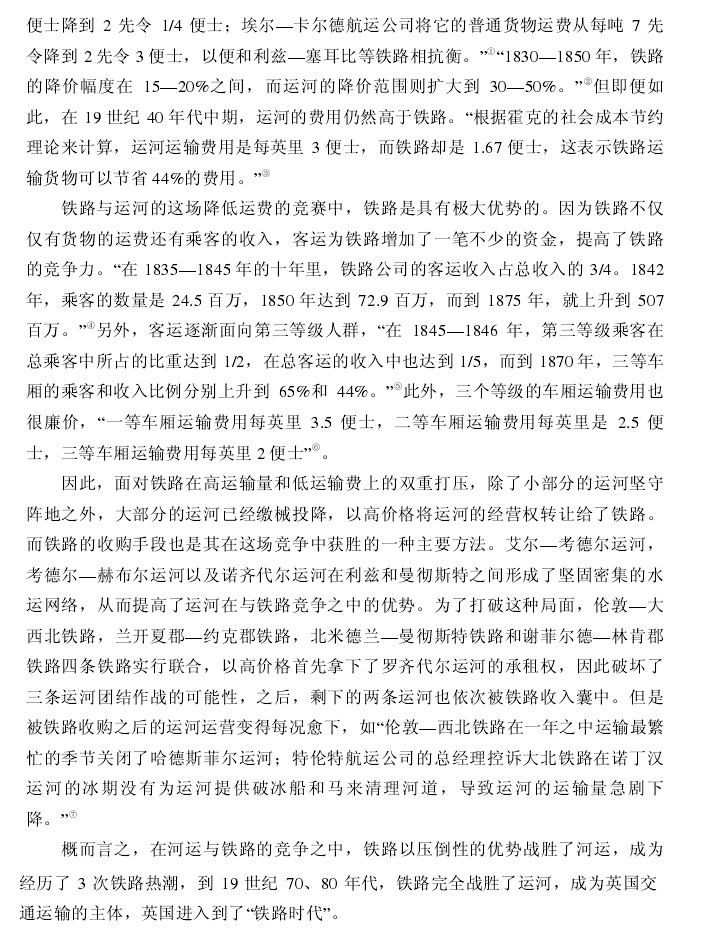 便士降到 2 先令 1/4 便士；埃尔—卡尔德航运公司将它的普通货物运费从每吨 7 先
令降到 2 先令 3 便士，以便和利兹—塞耳比等铁路相抗衡。”①“1830—1850 年，铁路
的降价幅度在 15—20%之间，而运河的降价范围则扩大到 30—50%。”②但即便如
此，在 19 世纪 40 年代中期，运河的费用仍然高于铁路。“根据霍克的社会成本节约
理论来计算，运河运输费用是每英里 3 便士，而铁路却是 1.67 便士，这表示铁路运
输货物可以节省 44%的费用。”③
铁路与运河的这场降低运费的竞赛中，铁路是具有极大优势的。因为铁路不仅
仅有货物的运费还有乘客的收入，客运为铁路增加了一笔不少的资金，提高了铁路
的竞争力。“在 1835—1845 年的十年里，铁路公司的客运收入占总收入的 3/4。1842
年，乘客的数量是 24.5 百万，1850 年达到 72.9 百万，而到 1875 年，就上升到 507
百万。”④另外，客运逐渐面向第三等级人群，“在 1845—1846 年，第三等级乘客在
总乘客中所占的比重达到 1/2，在总客运的收入中也达到 1/5，而到 1870 年，三等车
厢的乘客和收入比例分别上升到 65%和 44%。”⑤此外，三个等级的车厢运输费用也
很廉价，“一等车厢运输费用每英里 3.5 便士，二等车厢运输费用每英里是 2.5 便
士，三等车厢运输费用每英里 2 便士”⑥。
因此，面对铁路在高运输量和低运输费上的双重打压，除了小部分的运河坚守
阵地之外，大部分的运河已经缴械投降，以高价格将运河的经营权转让给了铁路。
而铁路的收购手段也是其在这场竞争中获胜的一种主要方法。艾尔—考德尔运河，
考德尔—赫布尔运河以及诺齐代尔运河在利兹和曼彻斯特之间形成了坚固密集的水
运网络，从而提高了运河在与铁路竞争之中的优势。为了打破这种局面，伦敦—大
西北铁路，兰开夏郡—约克郡铁路，北米德兰—曼彻斯特铁路和谢菲尔德—林肯郡
铁路四条铁路实行联合，以高价格首先拿下了罗齐代尔运河的承租权，因此破坏了
三条运河团结作战的可能性，之后，剩下的两条运河也依次被铁路收入囊中。但是
被铁路收购之后的运河运营变得每况愈下，如“伦敦—西北铁路在一年之中运输最繁
忙的季节关闭了哈德斯菲尔运河；特伦特航运公司的总经理控诉大北铁路在诺丁汉
运河的冰期没有为运河提供破冰船和马来清理河道，导致运河的运输量急剧下
降。”⑦
概而言之，在河运与铁路的竞争之中，铁路以压倒性的优势战胜了河运，成为
经历了 3 次铁路热潮，到 19 世纪 70、80 年代，铁路完全战胜了运河，成为英国交
通运输的主体，英国进入到了“铁路时代”。